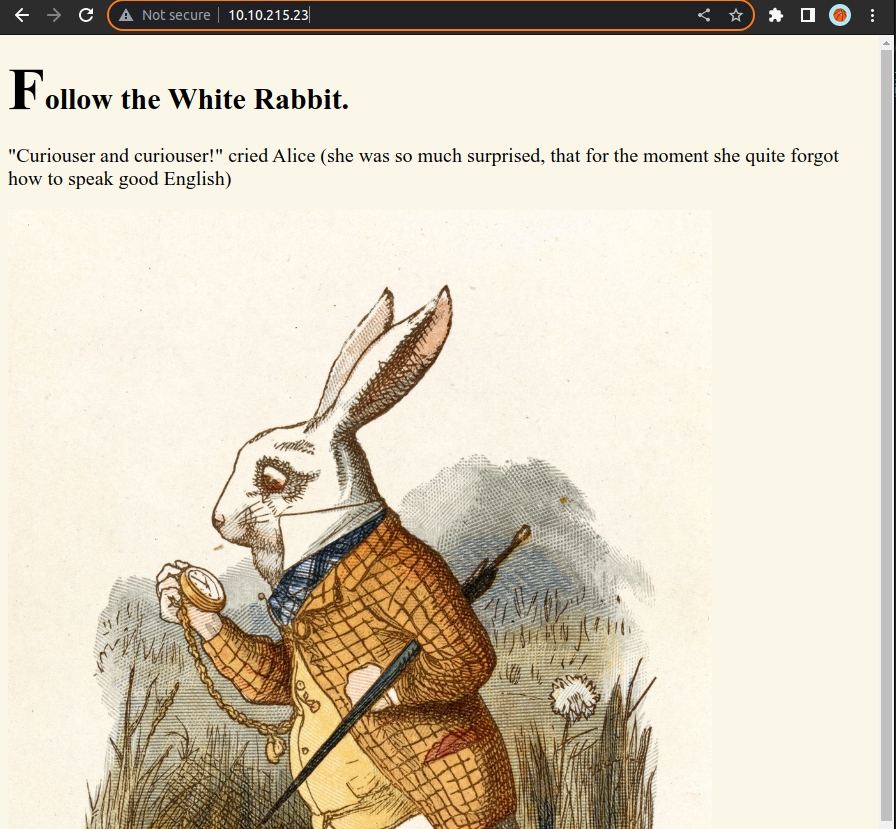 Not secure 10.10.215.23
Follow the White Rabbit.
"Curiouser and curiouser!" cried Alice (she was so much surprised, that for the moment she quite forgot
how to speak good English)